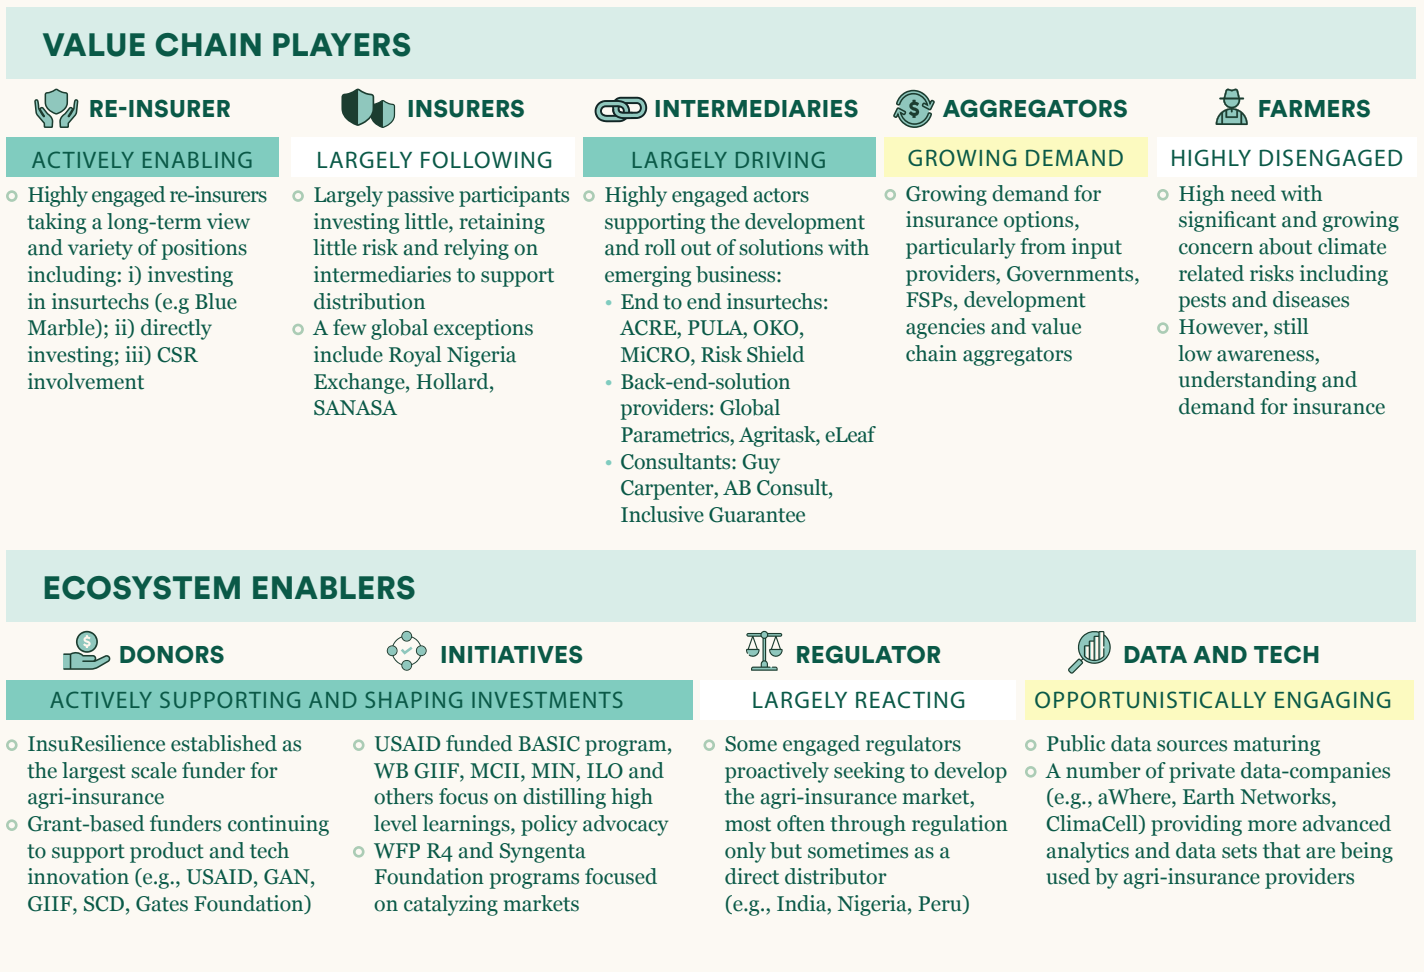 VALUE CHAIN PLAYERS
RE-INSURER
ACTIVELY ENABLING
Highly engaged re-insurers
taking a long-term view
and variety of positions
including: i) investing
in insurtechs (e.g Blue
Marble); ii) directly
investing; iii) CSR
involvement
INSURERS
LARGELY FOLLOWING
Largely passive participants
investing little, retaining
little risk and relying on
intermediaries to support
distribution
A few global exceptions
include Royal Nigeria
Exchange, Hollard,
SANASA
INTERMEDIARIES
LARGELY DRIVING
Highly engaged actors
supporting the development
and roll out of solutions with
emerging business:
End to end insurtechs:
ACRE, PULA, OKO,
MiCRO, Risk Shield
Back-end-solution
providers: Global
Parametrics, Agritask, eLeaf
Consultants: Guy
Carpenter, AB Consult,
Inclusive Guarantee
AGGREGATORS
GROWING DEMAND
Growing demand for
insurance options,
particularly from input
providers, Governments,
FSPs, development
agencies and value
chain aggregators
FARMERS
HIGHLY DISENGAGED
High need with
significant and growing
concern about climate
related risks including
pests and diseases
However, still
low awareness,
understanding and
demand for insurance
ECOSYSTEM ENABLERS
DONORS
INITIATIVES
ACTIVELY SUPPORTING AND SHAPING INVESTMENTS
InsuResilience established as
the largest scale funder for
agri-insurance
Grant-based funders continuing
to support product and tech
innovation (e.g., USAID, GAN,
GIIF, SCD, Gates Foundation)
USAID funded BASIC program,
WB GIIF, MCII, MIN, ILO and
others focus on distilling high
level learnings, policy advocacy
WFP R4 and Syngenta
Foundation programs focused
on catalyzing markets
REGULATOR
LARGELY REACTING
Some engaged regulators
proactively seeking to develop
the agri-insurance market,
most often through regulation
only but sometimes as a
direct distributor
(e.g., India, Nigeria, Peru)
DATA AND TECH
OPPORTUNISTICALLY ENGAGING
Public data sources maturing
A number of private data-companies
(e.g., aWhere, Earth Networks,
ClimaCell) providing more advanced
analytics and data sets that are being
used by agri-insurance providers